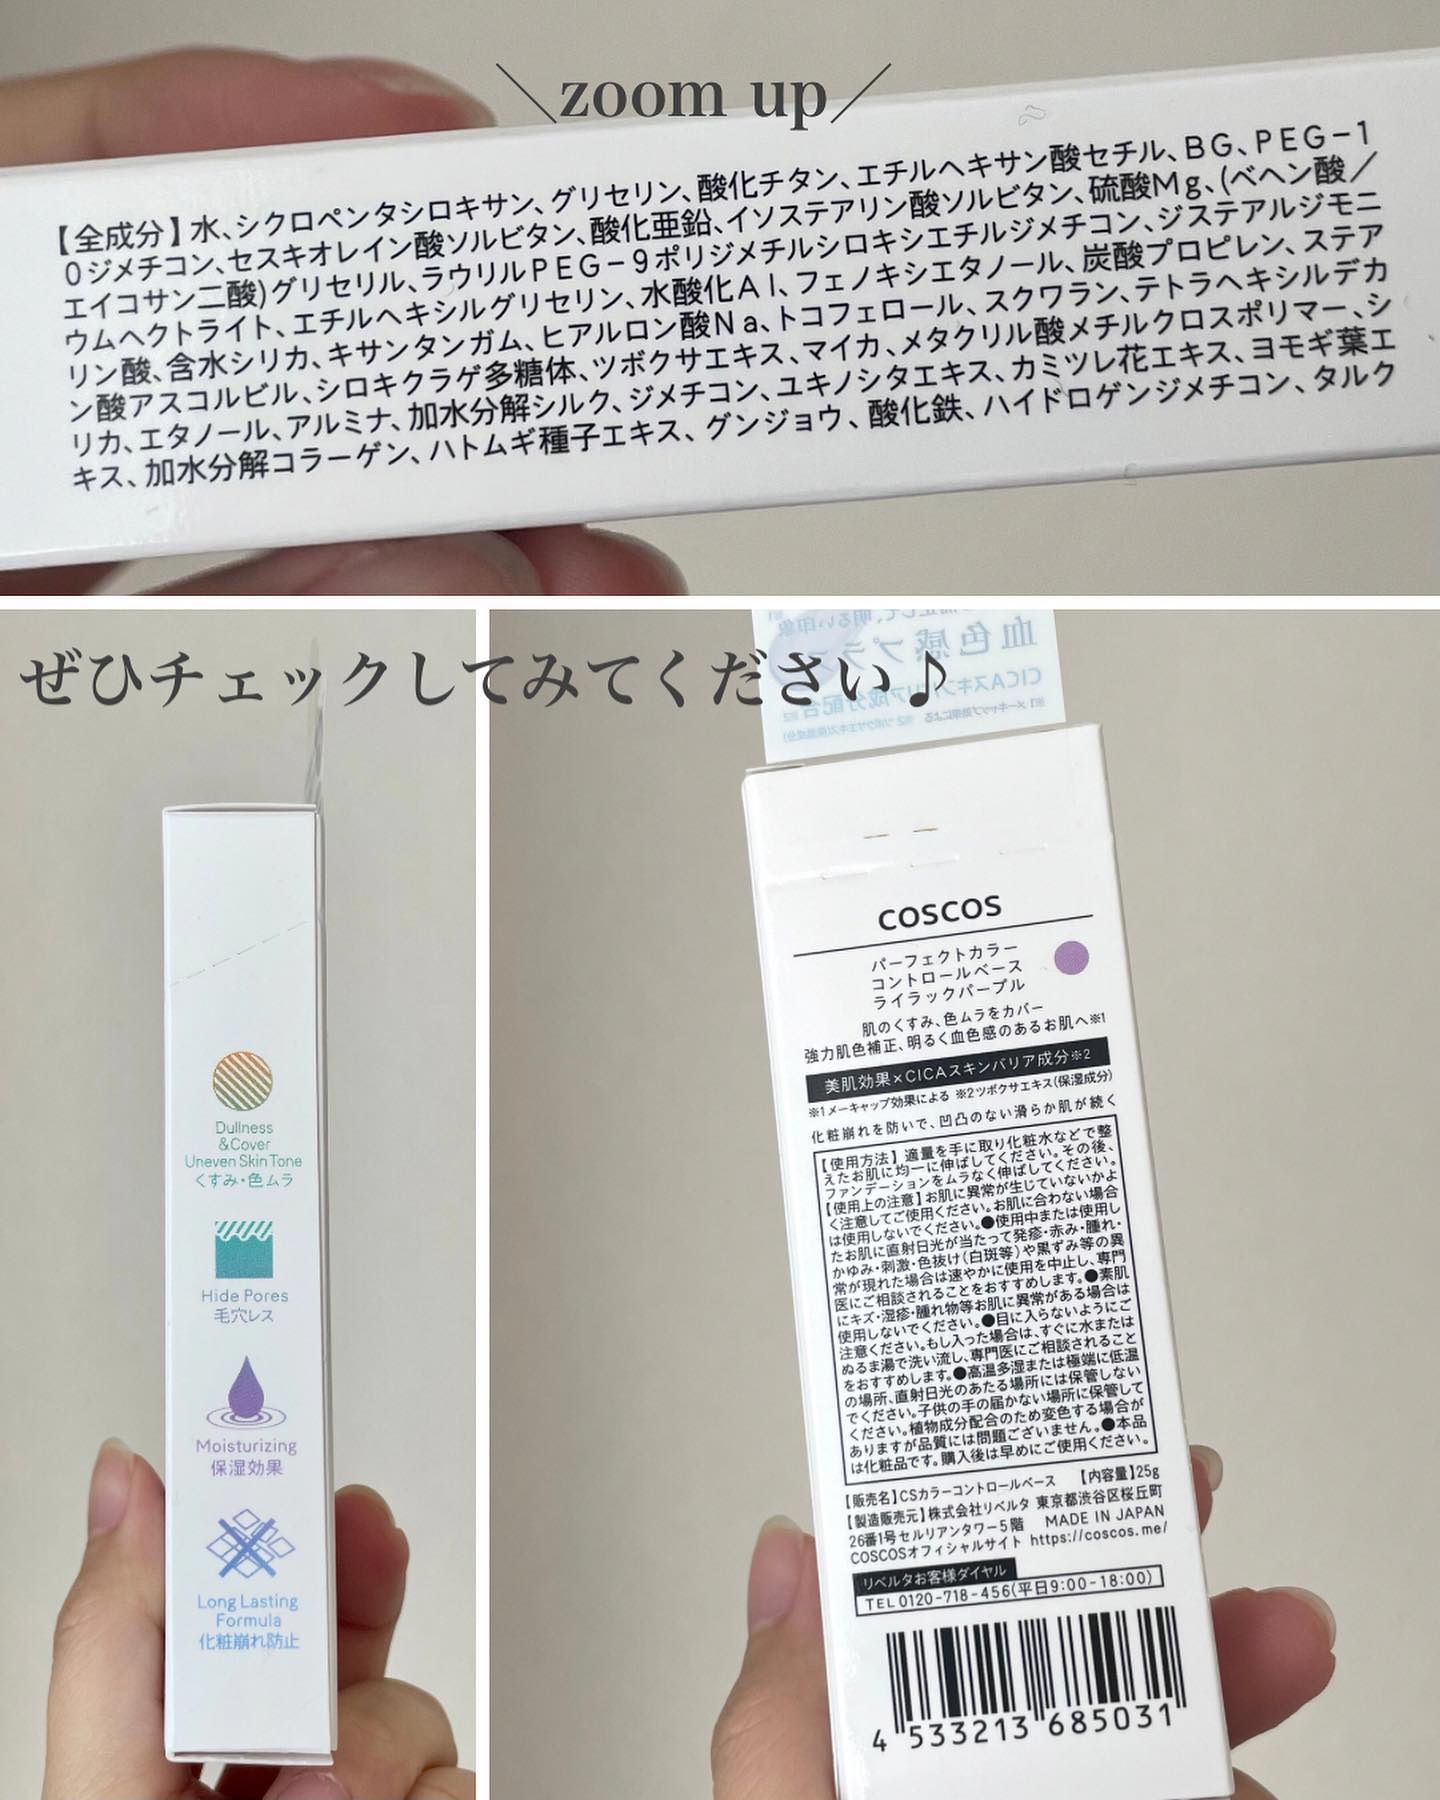 ＼zoom up／
【全成分】水、シクロペンタシロキサン、グリセリン、酸化チタン、エチルヘキサン酸セチル、BG、PEG-1
0ジメチコン、セスキオレイン酸ソルビタン、酸化亜鉛、イソステアリン酸ソルビタン、硫酸Mg、(ベヘン酸／
エイコサン二酸)グリセリル、ラウリルPEG-9ポリジメチルシロキシエチルジメチコン、ジステアルジモニ
ウムヘクトライト、エチルヘキシルグリセリン、水酸化Al、フェノキシエタノール、炭酸プロピレン、ステア
リン酸、含水シリカ、キサンタンガム、ヒアルロン酸Na、トコフェロール、スクワラン、テトラヘキシルデカ
ン酸アスコルビル、シロキクラゲ多糖体、ツボクサエキス、マイカ、メタクリル酸メチルクロスポリマー、シ
リカ、エタノール、アルミナ、加水分解シルク、ジメチコン、ユキノシタエキス、カミツレ花エキス、ヨモギ葉エ
キス、加水分解コラーゲン、ハトムギ種子エキス、グンジョウ、酸化鉄、ハイドロゲンジメチコン、タルク
ぜひチェックしてみてください♪
Dullness
&Cover
Uneven Skin Tone
くすみ・色ムラ
Hide Pores
毛穴レス
Moisturizing
保湿効果
Long Lasting
Formula
化粧崩れ防止
COSCOS
パーフェクトカラー
コントロールベース
ライラックパープル
肌のくすみ、色ムラをカバー
強力肌色補正、明るく血色感のあるお肌へ※1
美肌効果×CICAスキンバリア成分※2
※1メーキャップ効果による ※2ツボクサエキス(保湿成分)
化粧崩れを防いで、凹凸のない滑らか肌が続く
【使用方法】適量を手に取り化粧水などで整
えたお肌に均一に伸ばしてください。その後、
ファンデーションをムラなく伸ばしてください。
【使用上の注意】お肌に異常が生じていないかよ
く注意してご使用ください。お肌に合わない場合
は使用しないでください。●使用中または使用し
たお肌に直射日光が当たって発疹・赤み・腫れ・
かゆみ・刺激・色抜け(白斑等)や黒ずみ等の異
常が現れた場合は速やかに使用を中止し、専門
医にご相談されることをおすすめします。●素肌
にキズ・湿疹・腫れ物等お肌に異常がある場合は
使用しないでください。●目に入らないようにご
注意ください。もし入った場合は、すぐに水または
ぬるま湯で洗い流し、専門医にご相談されること
をおすすめします。●高温多湿または極端に低温
の場所、直射日光のあたる場所には保管しない
でください。子供の手の届かない場所に保管して
ください。植物成分配合のため変色する場合が
ありますが品質には問題ございません。●本品
は化粧品です。購入後は早めにご使用ください。
【販売名】CSカラーコントロールベース 【内容量】25g
【製造販売元】株式会社リベルタ 東京都渋谷区桜丘町
26番1号セルリアンタワー5階 MADE IN JAPAN
COSCOSオフィシャルサイト https://coscos.me/
リベルタお客様ダイヤル
TEL 0120-718-456(平日9:00-18:00)
4 533213 685031